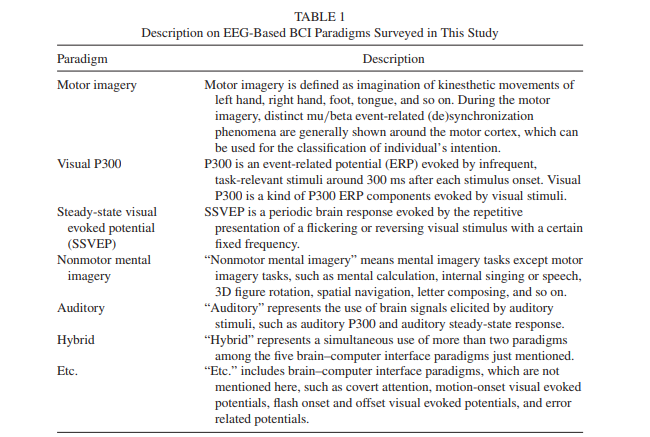 TABLE 1
Description on EEG-Based BCI Paradigms Surveyed in This Study
Paradigm Description
Motor imagery Motor imagery is defined as imagination of kinesthetic movements of
left hand, right hand, foot, tongue, and so on. During the motor
imagery, distinct mu/beta event-related (de)synchronization
phenomena are generally shown around the motor cortex, which can
be used for the classification of individual's intention.
Visual P300 P300 is an event-related potential (ERP) evoked by infrequent,
task-relevant stimuli around 300 ms after each stimulus onset. Visual
P300 is a kind of P300 ERP components evoked by visual stimuli.
Steady-state visual SSVEP is a periodic brain response evoked by the repetitive
evoked potential presentation of a flickering or reversing visual stimulus with a certain
(SSVEP) fixed frequency.
Nonmotor mental “Nonmotor mental imagery” means mental imagery tasks except motor
imagery imagery tasks, such as mental calculation, internal singing or speech,
3D figure rotation, spatial navigation, letter composing, and so on.
Auditory “Auditory” represents the use of brain signals elicited by auditory
stimuli, such as auditory P300 and auditory steady-state response.
Hybrid “Hybrid” represents a simultaneous use of more than two paradigms
among the five brain–computer interface paradigms just mentioned.
Etc. “Etc.” includes brain–computer interface paradigms, which are not
mentioned here, such as covert attention, motion-onset visual evoked
potentials, flash onset and offset visual evoked potentials, and error
related potentials.